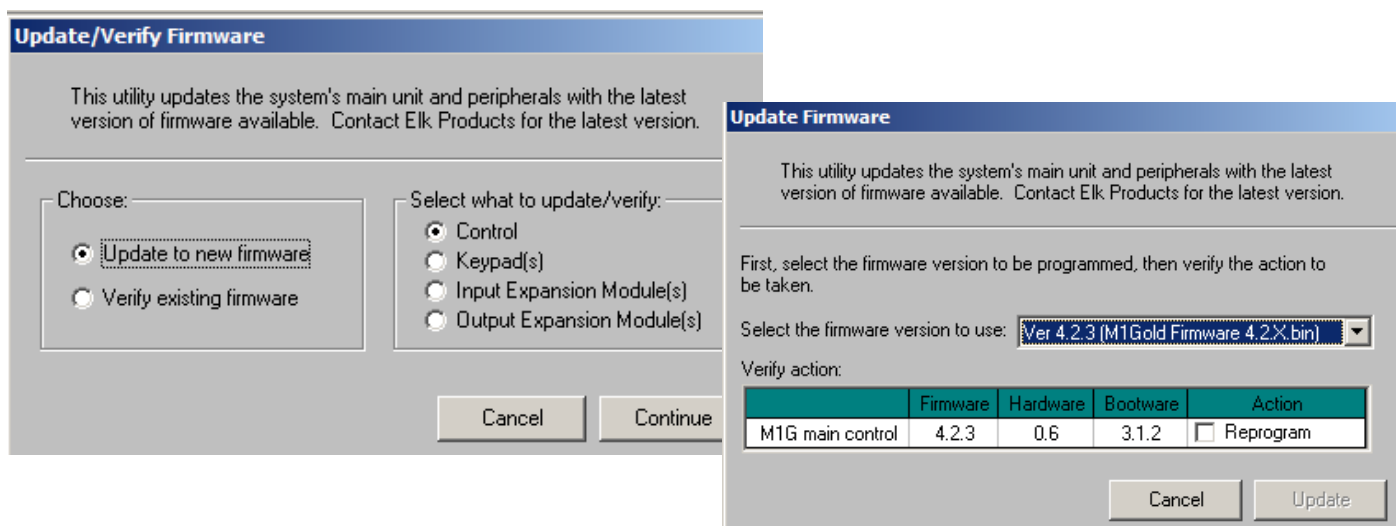 Update/Verify Firmware
This utility updates the system's main unit and peripherals with the latest
version of firmware available.  Contact Elk Products for the latest version.
Choose:
Update to new firmware
Verify existing firmware
Select what to update/verify:
Control
Keypad(s)
Input Expansion Module(s)
Output Expansion Module(s)
Cancel
Continue
Update Firmware
This utility updates the system's main unit and peripherals with the latest
version of firmware available.  Contact Elk Products for the latest version.
First, select the firmware version to be programmed, then verify the action to
be taken.
Select the firmware version to use: Ver 4.2.3 (M1Gold Firmware 4.2.X.bin)
Verify action:
Firmware Hardware Bootware Action
M1G main control 4.2.3 0.6 3.1.2 Reprogram
Cancel
Update